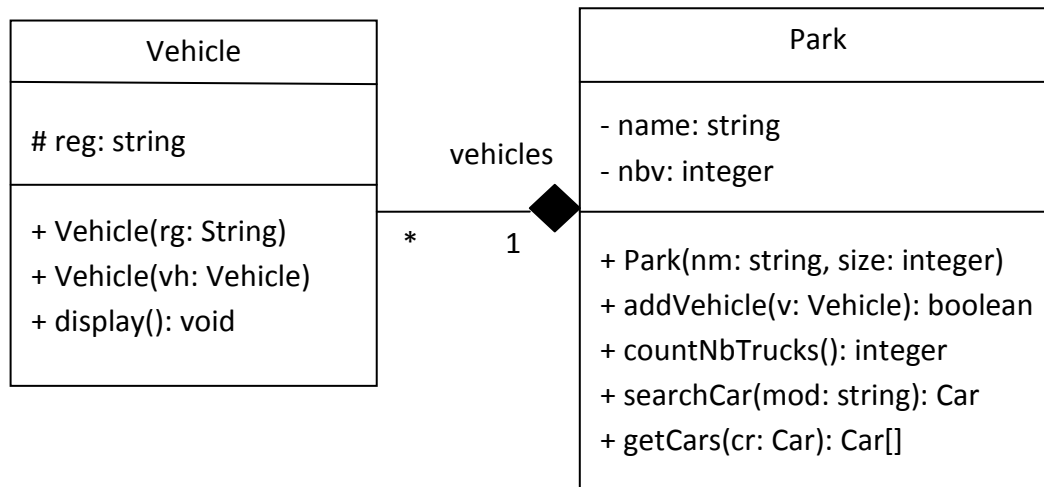 Vehicle
# reg: string
+ Vehicle(rg: String)
+ Vehicle(vh: Vehicle)
+ display(): void
vehicles
*
1
Park
- name: string
- nbv: integer
+ Park(nm: string, size: integer)
+ addVehicle(v: Vehicle): boolean
+ countNbTrucks(): integer
+ searchCar(mod: string): Car
+ getCars(cr: Car): Car[]